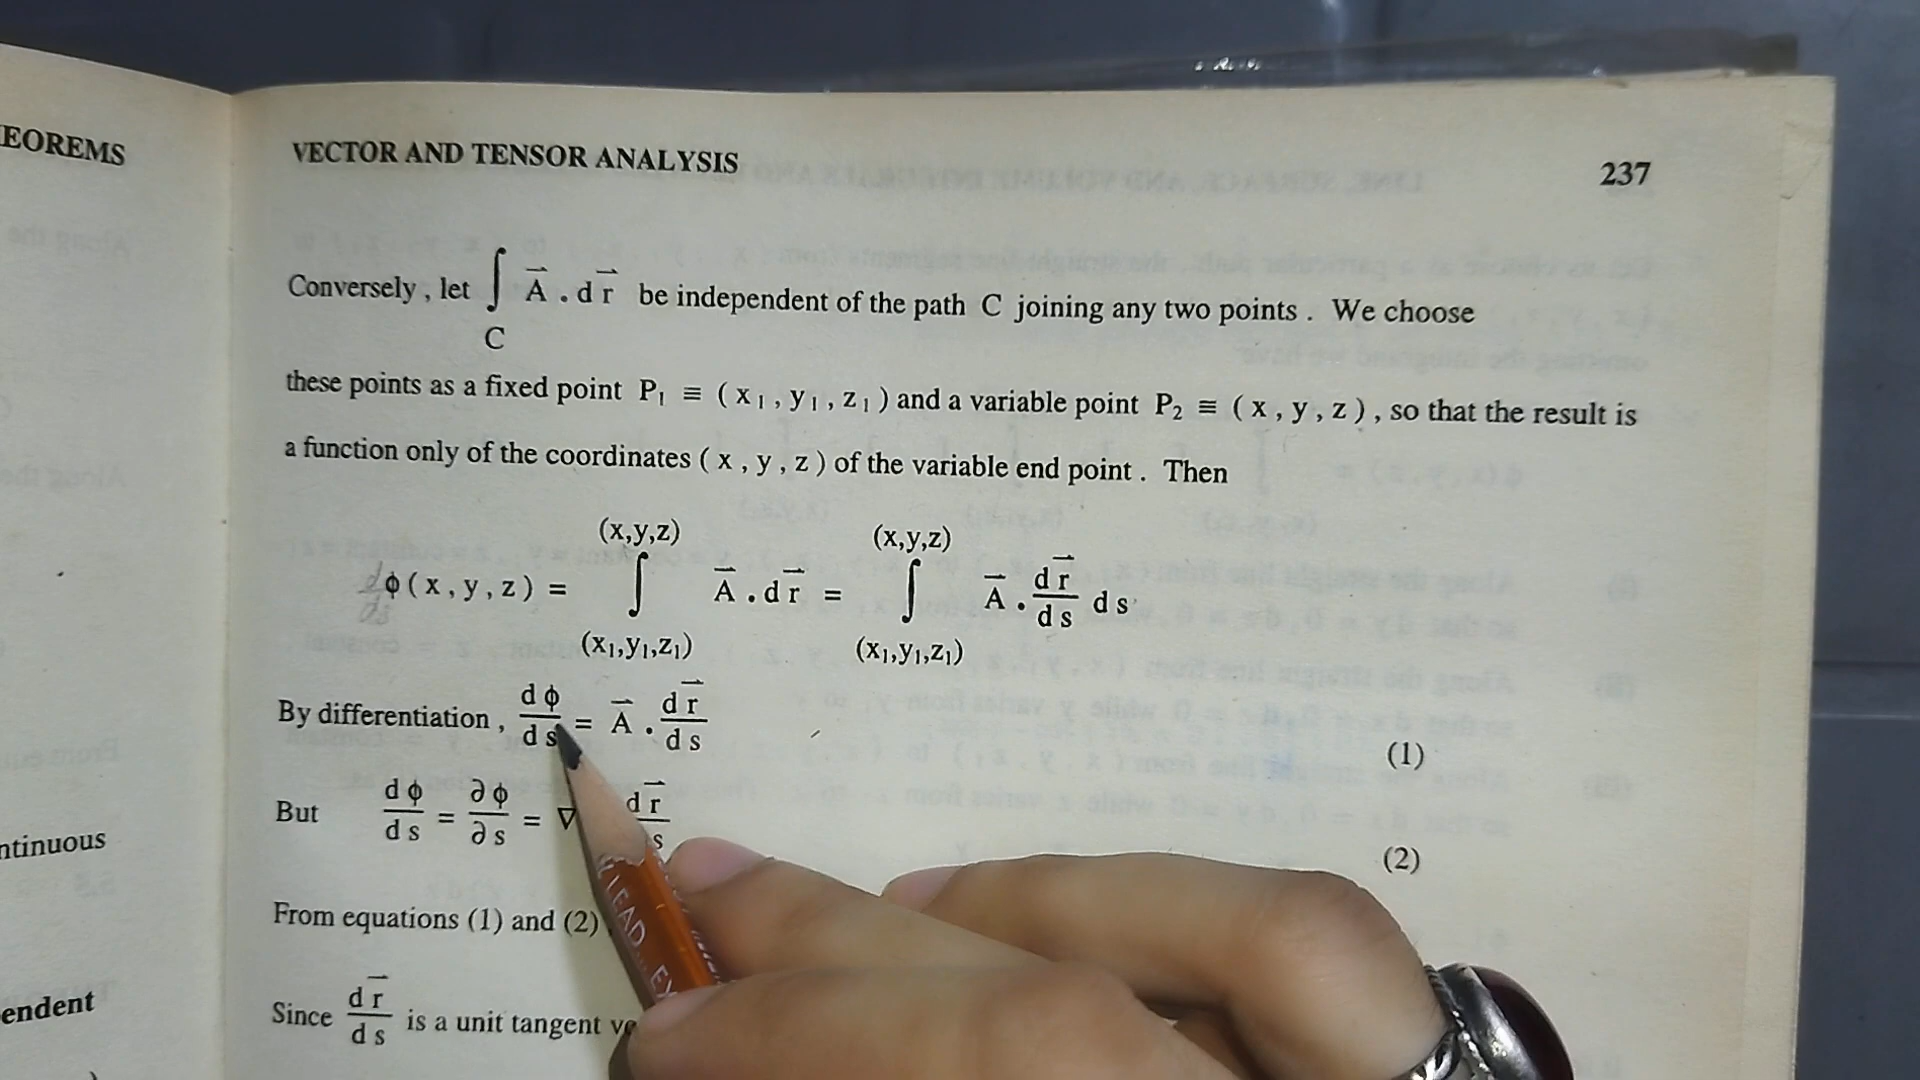 EOREMS
ntinuous
endent
VECTOR AND TENSOR ANALYSIS 237
Conversely , let ∫ A⃗ . d r⃗ be independent of the path C joining any two points . We choose
C
these points as a fixed point P₁ ≡ ( x₁ , y₁ , z₁ ) and a variable point P₂ ≡ ( x , y , z ) , so that the result is
a function only of the coordinates ( x , y , z ) of the variable end point . Then
(x,y,z) (x,y,z)
d/ds ϕ ( x , y , z ) = ∫ A⃗ . d r⃗ = ∫ A⃗ . d r⃗/d s d s
(x₁,y₁,z₁) (x₁,y₁,z₁)
By differentiation , d ϕ/d s = A⃗ . d r⃗/d s (1)
But d ϕ/d s = ∂ ϕ/∂ s = ∇ d r⃗/ s (2)
From equations (1) and (2)
Since d r⃗/d s is a unit tangent
LEAD